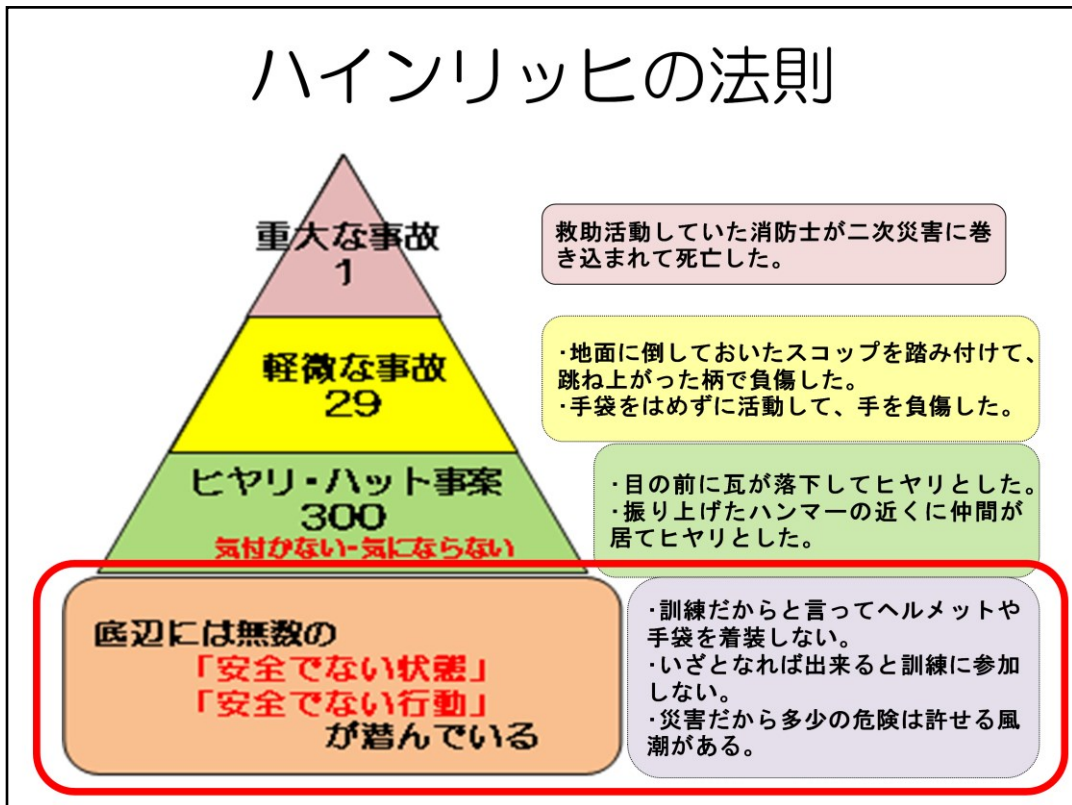 ハインリッヒの法則
重大な事故
1
救助活動していた消防士が二次災害に巻
き込まれて死亡した。
軽微な事故
29
・地面に倒しておいたスコップを踏み付けて、
跳ね上がった柄で負傷した。
・手袋をはめずに活動して、手を負傷した。
ヒヤリ・ハット事案
300
気付かない-気にならない
・目の前に瓦が落下してヒヤリとした。
・振り上げたハンマーの近くに仲間が
居てヒヤリとした。
底辺には無数の
「安全でない状態」
「安全でない行動」
が潜んでいる
・訓練だからと言ってヘルメットや
手袋を着装しない。
・いざとなれば出来ると訓練に参加
しない。
・災害だから多少の危険は許せる風
潮がある。